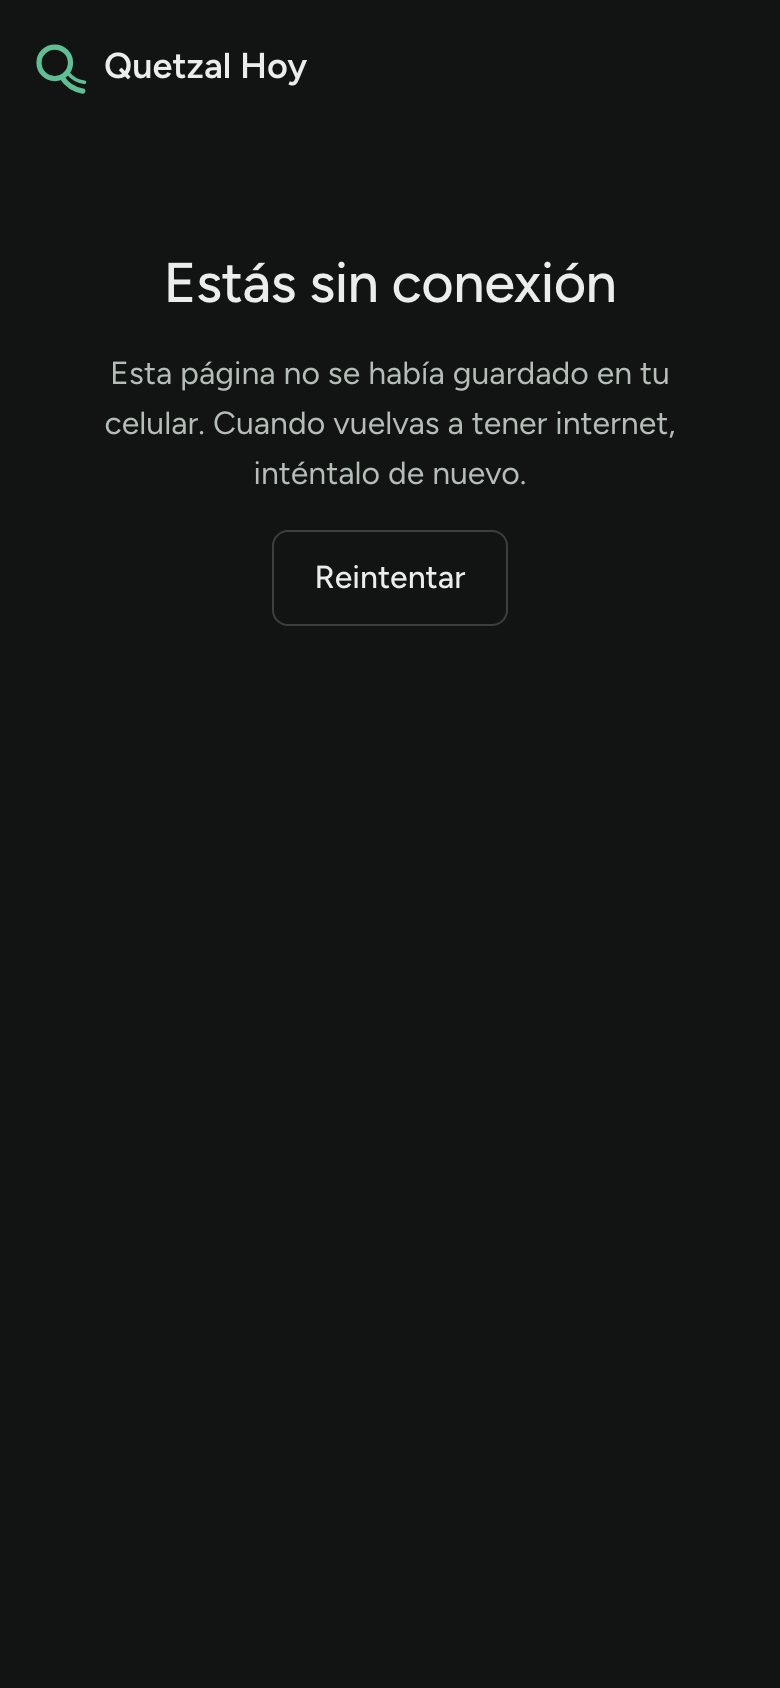 Quetzal Hoy
Estás sin conexión
Esta página no se había guardado en tu
celular. Cuando vuelvas a tener internet,
inténtalo de nuevo.
Reintentar